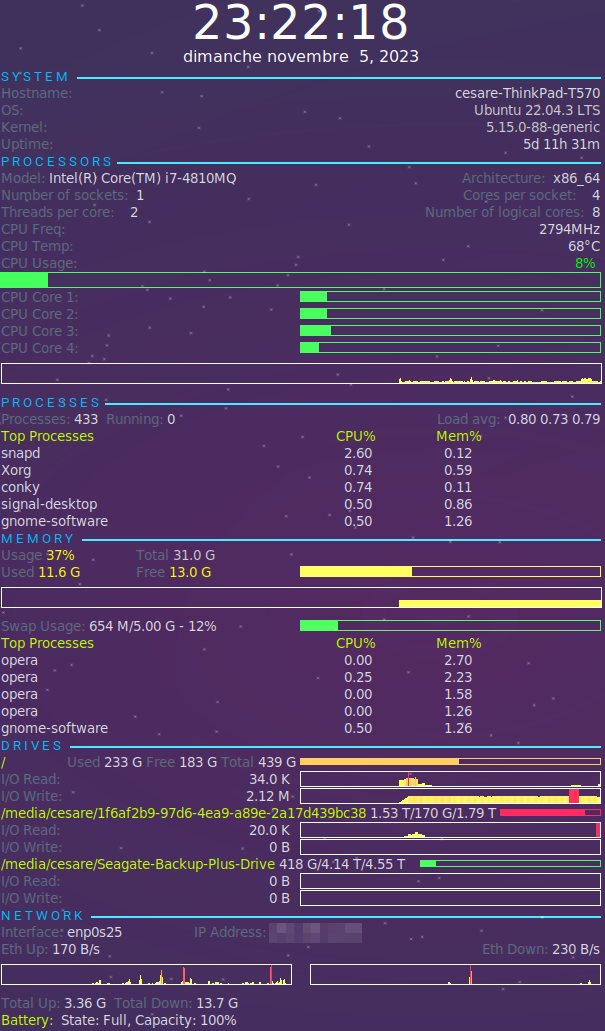 23:22:18
dimanche novembre 5, 2023
SYSTEM
Hostname: cesare-ThinkPad-T570
OS: Ubuntu 22.04.3 LTS
Kernel: 5.15.0-88-generic
Uptime: 5d 11h 31m
PROCESSORS
Model: Intel(R) Core(TM) i7-4810MQ Architecture: x86_64
Number of sockets: 1 Cores per socket: 4
Threads per core: 2 Number of logical cores: 8
CPU Freq: 2794MHz
CPU Temp: 68°C
CPU Usage: 8%
CPU Core 1:
CPU Core 2:
CPU Core 3:
CPU Core 4:
PROCESSES
Processes: 433 Running: 0 Load avg: 0.80 0.73 0.79
Top Processes CPU% Mem%
snapd 2.60 0.12
Xorg 0.74 0.59
conky 0.74 0.11
signal-desktop 0.50 0.86
gnome-software 0.50 1.26
MEMORY
Usage 37% Total 31.0 G
Used 11.6 G Free 13.0 G
Swap Usage: 654 M/5.00 G - 12%
Top Processes CPU% Mem%
opera 0.00 2.70
opera 0.25 2.23
opera 0.00 1.58
opera 0.00 1.26
gnome-software 0.50 1.26
DRIVES
/ Used 233 G Free 183 G Total 439 G
I/O Read: 34.0 K
I/O Write: 2.12 M
/media/cesare/1f6af2b9-97d6-4ea9-a89e-2a17d439bc38 1.53 T/170 G/1.79 T
I/O Read: 20.0 K
I/O Write: 0 B
/media/cesare/Seagate-Backup-Plus-Drive 418 G/4.14 T/4.55 T
I/O Read: 0 B
I/O Write: 0 B
NETWORK
Interface: enp0s25 IP Address:
Eth Up: 170 B/s Eth Down: 230 B/s
Total Up: 3.36 G Total Down: 13.7 G
Battery: State: Full, Capacity: 100%